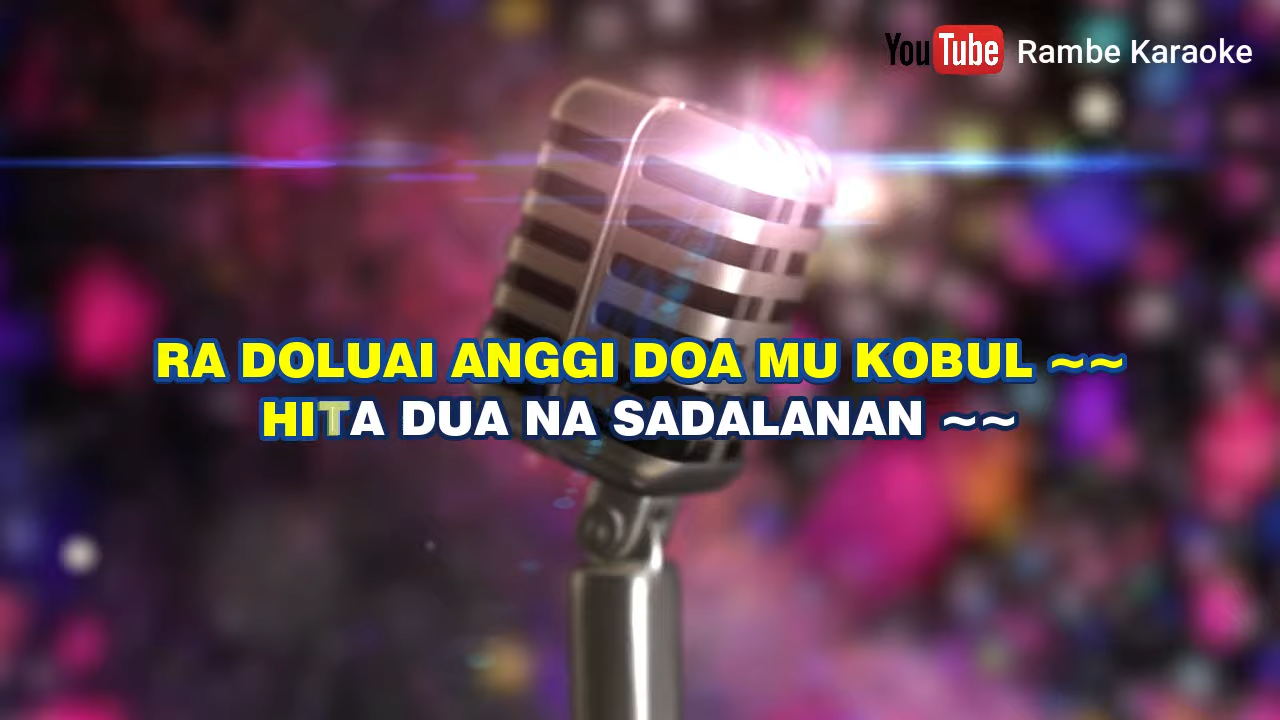 YouTube Rambe Karaoke
RA DOLUAI ANGGI DOA MU KOBUL ~~
HITA DUA NA SADALANAN ~~